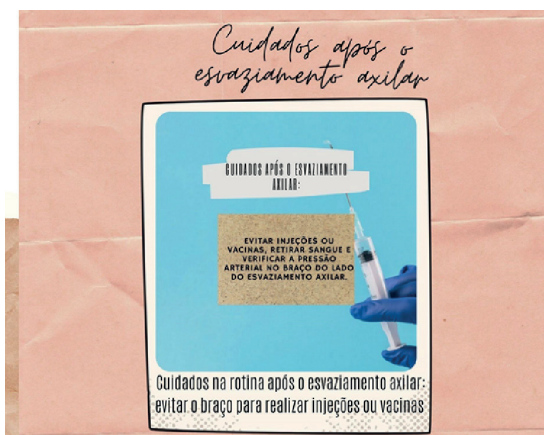 Cuidados após o
esvaziamento axilar
CUIDADOS APÓS O ESVAZIAMENTO
AXILAR:
EVITAR INJEÇÕES OU
VACINAS, RETIRAR SANGUE E
VERIFICAR A PRESSÃO
ARTERIAL NO BRAÇO DO LADO
DO ESVAZIAMENTO AXILAR.
Cuidados na rotina após o esvaziamento axilar:
evitar o braço para realizar injeções ou vacinas